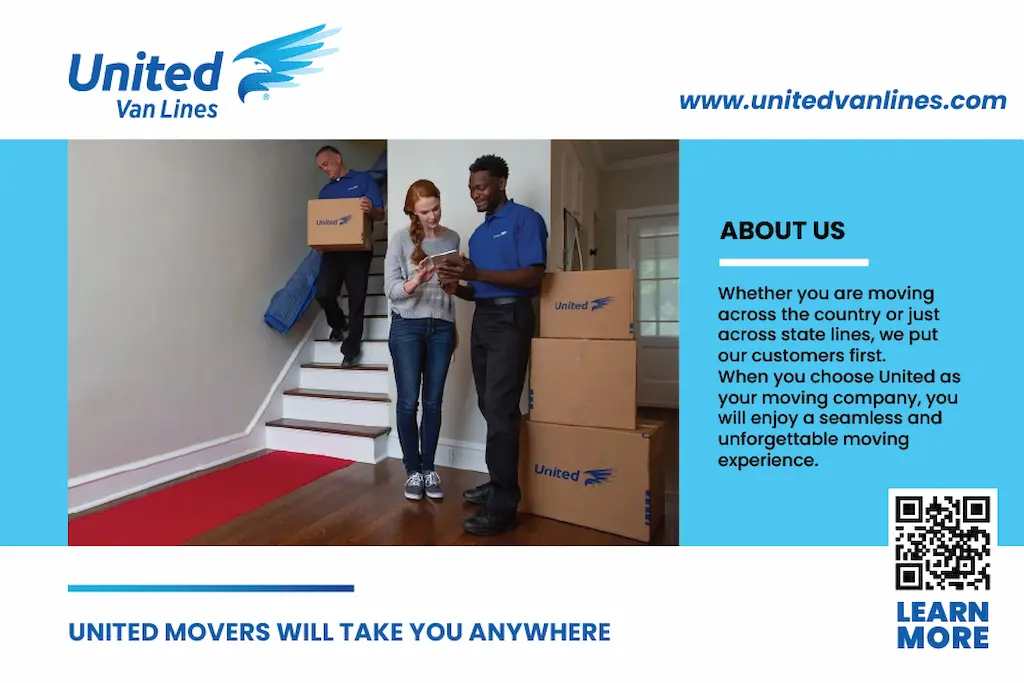 United
Van Lines
®
www.unitedvanlines.com
United
United
United
ABOUT US
Whether you are moving
across the country or just
across state lines, we put
our customers first.
When you choose United as
your moving company, you
will enjoy a seamless and
unforgettable moving
experience.
LEARN
MORE
UNITED MOVERS WILL TAKE YOU ANYWHERE